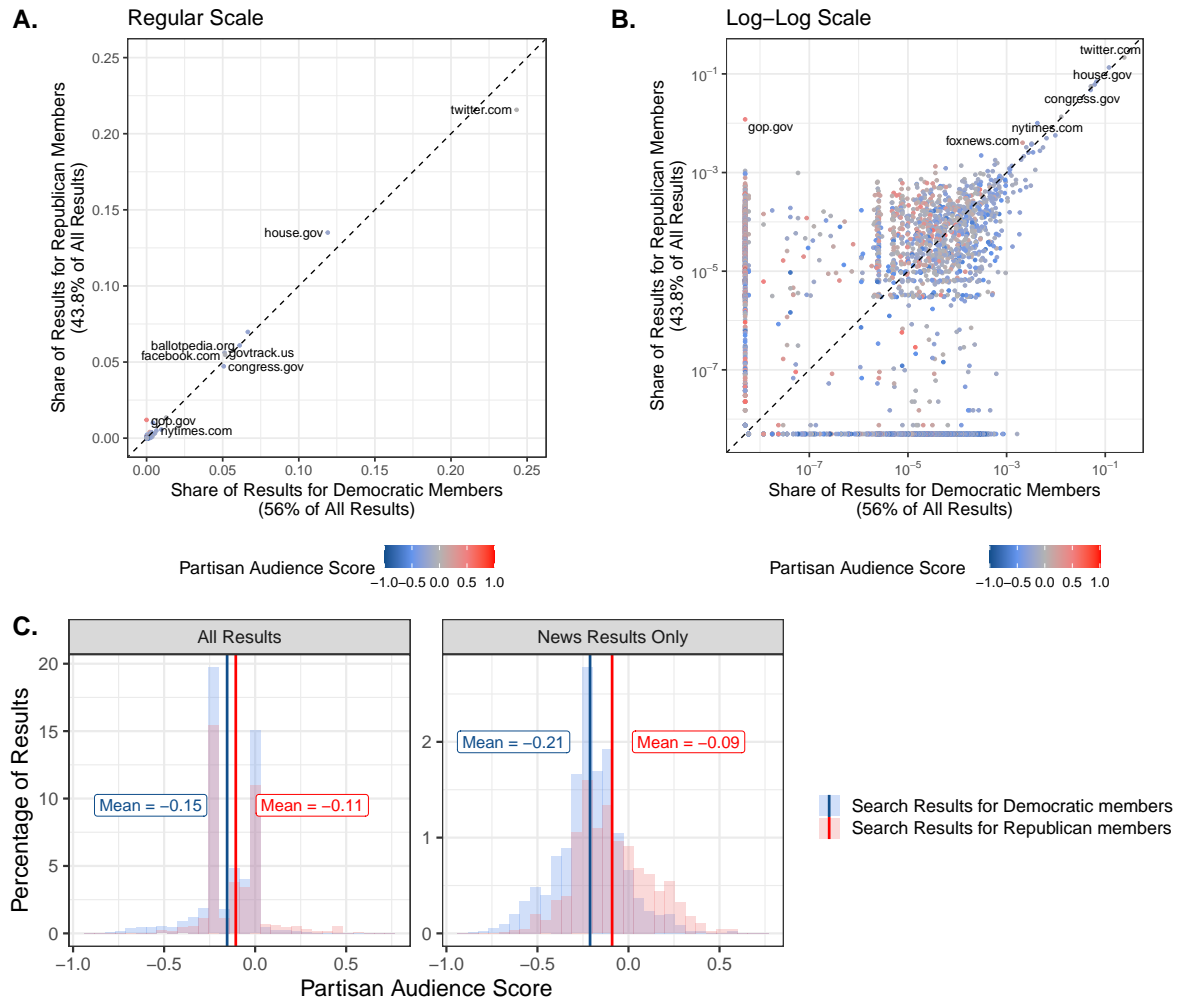 A.
Regular Scale
0.25
0.20
0.15
0.10
0.05
0.00
Share of Results for Republican Members
(43.8% of All Results)
twitter.com
house.gov
ballotpedia.org
govtrack.us
facebook.com
congress.gov
gop.gov
nytimes.com
0.00 0.05 0.10 0.15 0.20 0.25
Share of Results for Democratic Members
(56% of All Results)
Partisan Audience Score
−1.0 −0.5 0.0 0.5 1.0
B.
Log−Log Scale
10−1
10−3
10−5
10−7
Share of Results for Republican Members
(43.8% of All Results)
twitter.com
house.gov
congress.gov
gop.gov
nytimes.com
foxnews.com
10−7 10−5 10−3 10−1
Share of Results for Democratic Members
(56% of All Results)
Partisan Audience Score
−1.0 −0.5 0.0 0.5 1.0
C.
All Results
News Results Only
Percentage of Results
20
15
10
5
0
Mean = −0.15
Mean = −0.11
−1.0 −0.5 0.0 0.5
2
1
0
Mean = −0.21
Mean = −0.09
−1.0 −0.5 0.0 0.5
Partisan Audience Score
Search Results for Democratic members
Search Results for Republican members